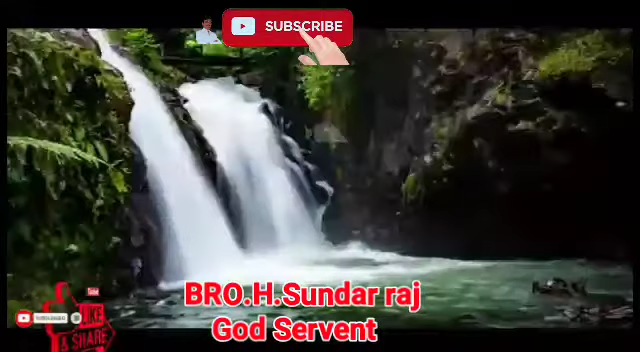 SUBSCRIBE
BRO.H.Sundar raj
God Servent
LIKE
& SHARE